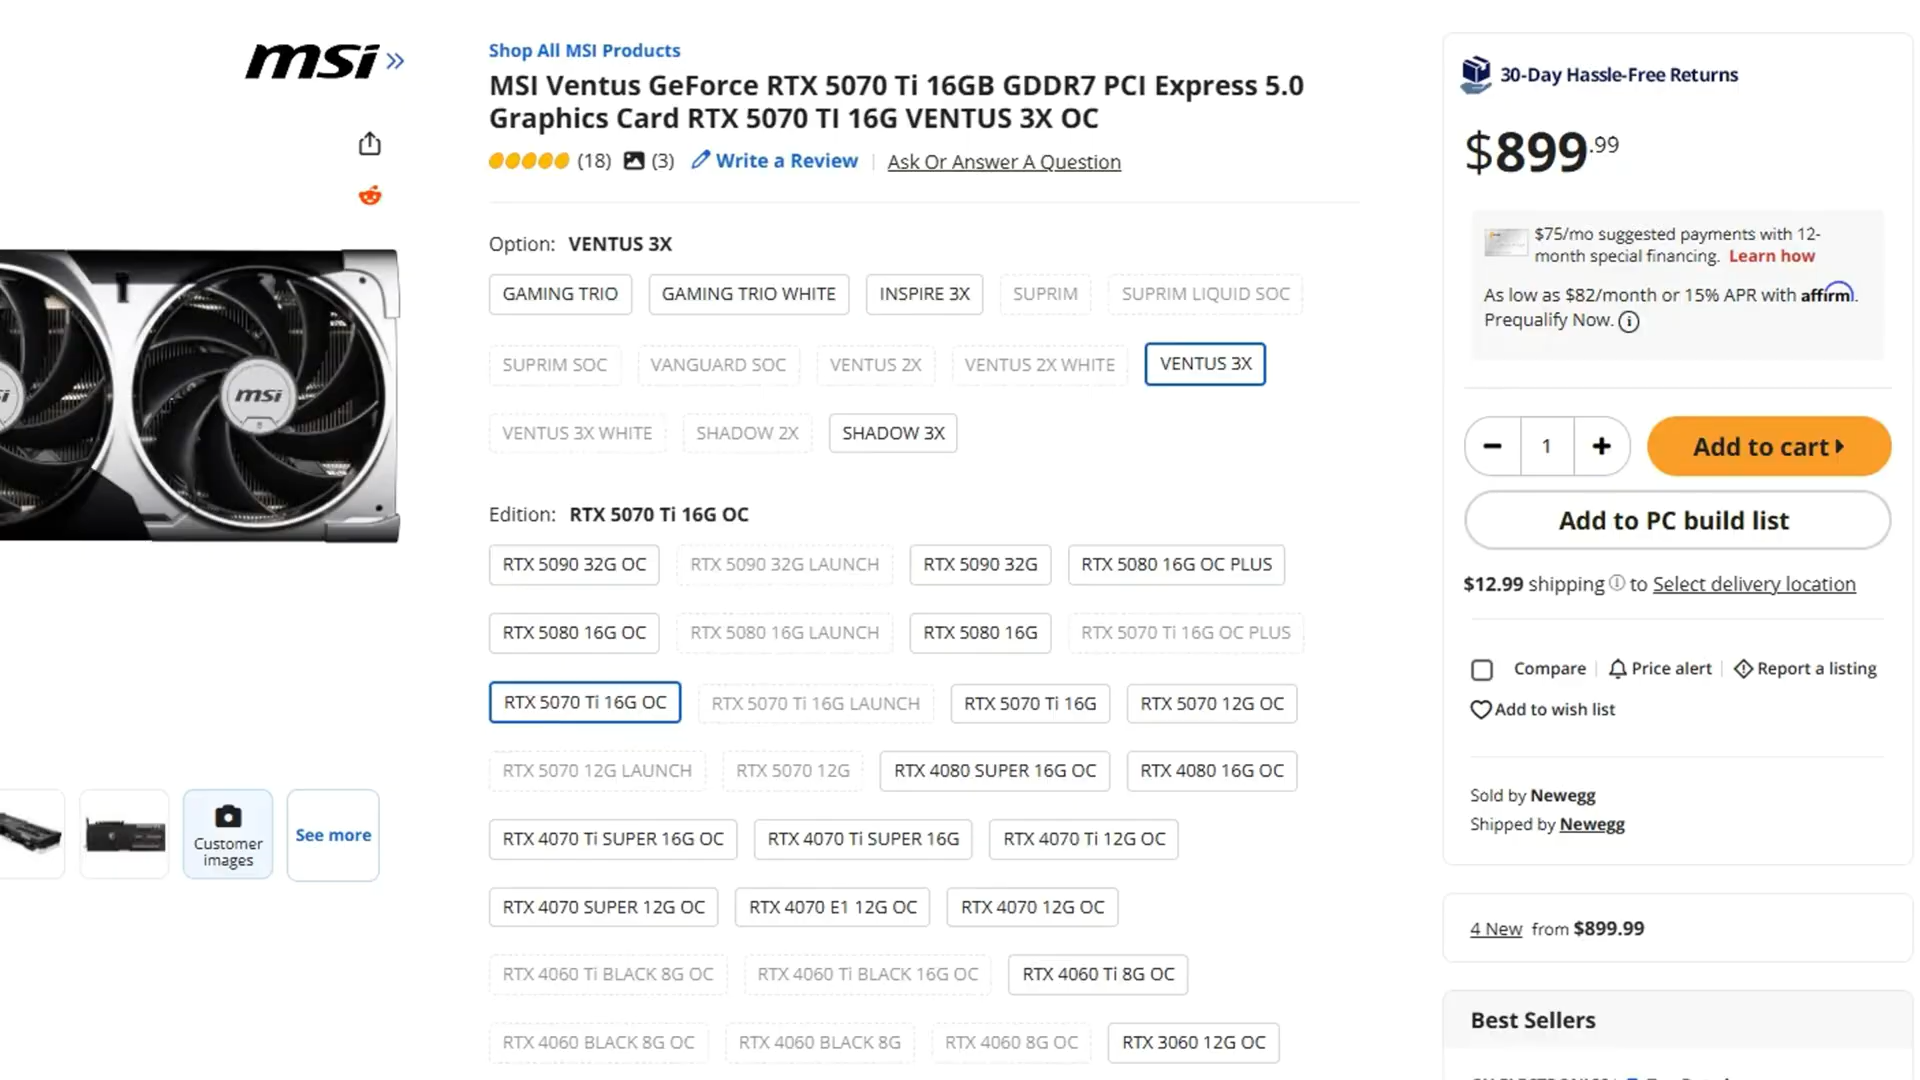 msi
Shop All MSI Products
MSI Ventus GeForce RTX 5070 Ti 16GB GDDR7 PCI Express 5.0
Graphics Card RTX 5070 TI 16G VENTUS 3X OC
(18) (3) Write a Review Ask Or Answer A Question
Option: VENTUS 3X
GAMING TRIO GAMING TRIO WHITE INSPIRE 3X SUPRIM SUPRIM LIQUID SOC
SUPRIM SOC VANGUARD SOC VENTUS 2X VENTUS 2X WHITE VENTUS 3X
VENTUS 3X WHITE SHADOW 2X SHADOW 3X
Edition: RTX 5070 Ti 16G OC
RTX 5090 32G OC RTX 5090 32G LAUNCH RTX 5090 32G RTX 5080 16G OC PLUS
RTX 5080 16G OC RTX 5080 16G LAUNCH RTX 5080 16G RTX 5070 Ti 16G OC PLUS
RTX 5070 Ti 16G OC RTX 5070 Ti 16G LAUNCH RTX 5070 Ti 16G RTX 5070 12G OC
RTX 5070 12G LAUNCH RTX 5070 12G RTX 4080 SUPER 16G OC RTX 4080 16G OC
RTX 4070 Ti SUPER 16G OC RTX 4070 Ti SUPER 16G RTX 4070 Ti 12G OC
RTX 4070 SUPER 12G OC RTX 4070 E1 12G OC RTX 4070 12G OC
RTX 4060 Ti BLACK 8G OC RTX 4060 Ti BLACK 16G OC RTX 4060 Ti 8G OC
RTX 4060 BLACK 8G OC RTX 4060 BLACK 8G RTX 4060 8G OC RTX 3060 12G OC
msi
Customer
images
See more
30-Day Hassle-Free Returns
$899.99
$75/mo suggested payments with 12-
month special financing. Learn how
As low as $82/month or 15% APR with affirm.
Prequalify Now.
1
Add to cart
Add to PC build list
$12.99 shipping to Select delivery location
Compare Price alert Report a listing
Add to wish list
Sold by Newegg
Shipped by Newegg
4 New from $899.99
Best Sellers